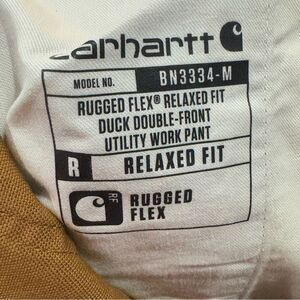 carhartt
MODEL NO. BN3334-M
RUGGED FLEX® RELAXED FIT
DUCK DOUBLE-FRONT
UTILITY WORK PANT
R RELAXED FIT
RF RUGGED
FLEX